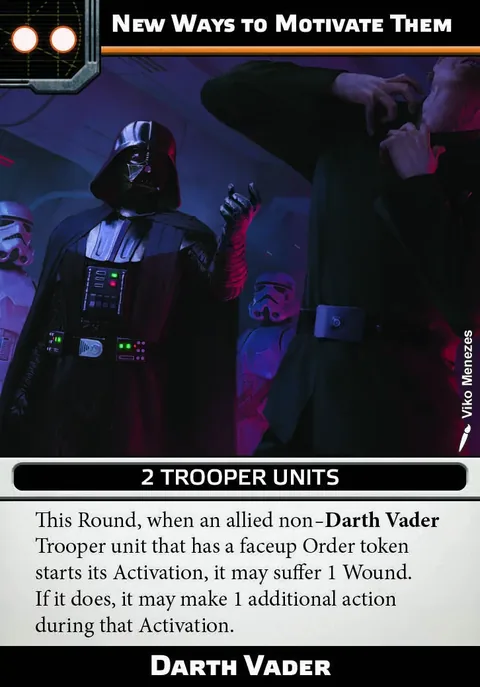 New Ways to Motivate Them
Viko Menezes
2 TROOPER UNITS
This Round, when an allied non–Darth Vader
Trooper unit that has a faceup Order token
starts its Activation, it may suffer 1 Wound.
If it does, it may make 1 additional action
during that Activation.
Darth Vader